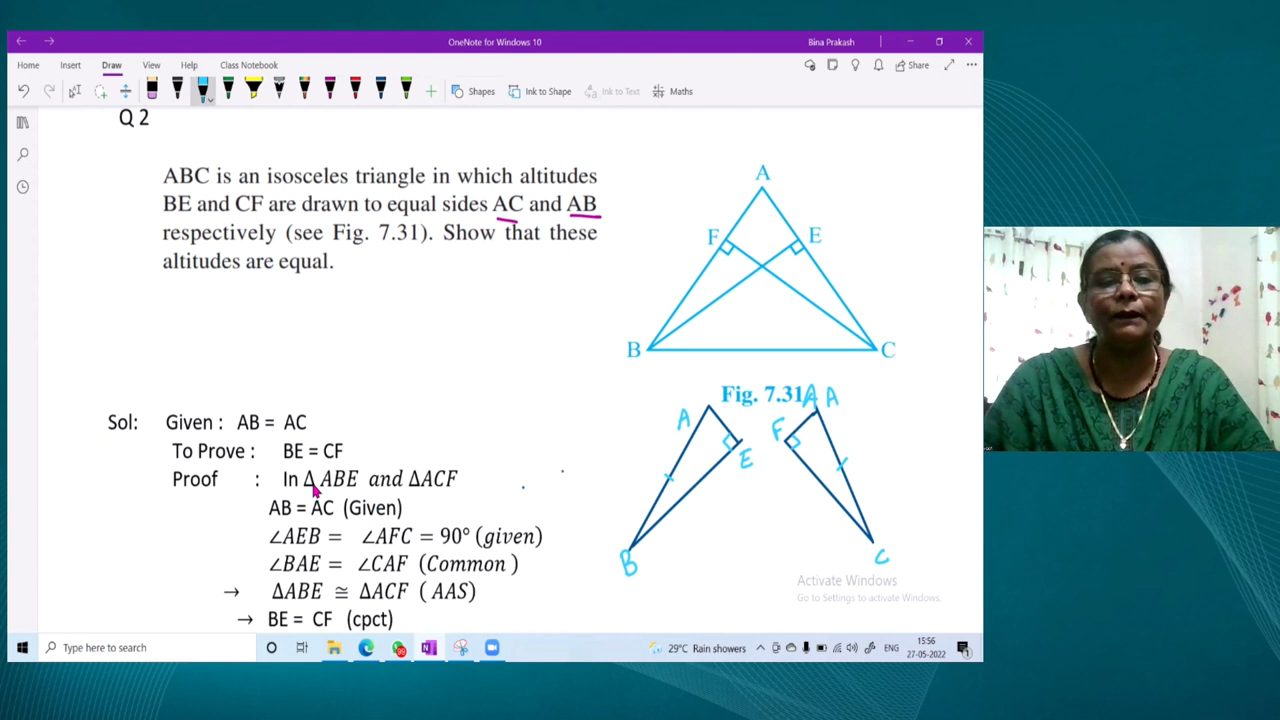 OneNote for Windows 10
Bina Prakash
Home Insert Draw View Help Class Notebook
Share
Shapes Ink to Shape Ink to Text Maths
Q 2
ABC is an isosceles triangle in which altitudes
BE and CF are drawn to equal sides AC and AB
respectively (see Fig. 7.31). Show that these
altitudes are equal.
A
F
E
B
C
Fig. 7.31
A
A A
F
E
B
C
Sol: Given : AB = AC
To Prove : BE = CF
Proof : In Δ ABE and ΔACF
AB = AC (Given)
∠AEB = ∠AFC = 90° (given)
∠BAE = ∠CAF (Common )
→ ΔABE ≅ ΔACF ( AAS)
→ BE = CF (cpct)
Activate Windows
Go to Settings to activate Windows.
Type here to search
99
29°C Rain showers
ENG
15:56
27-05-2022
1